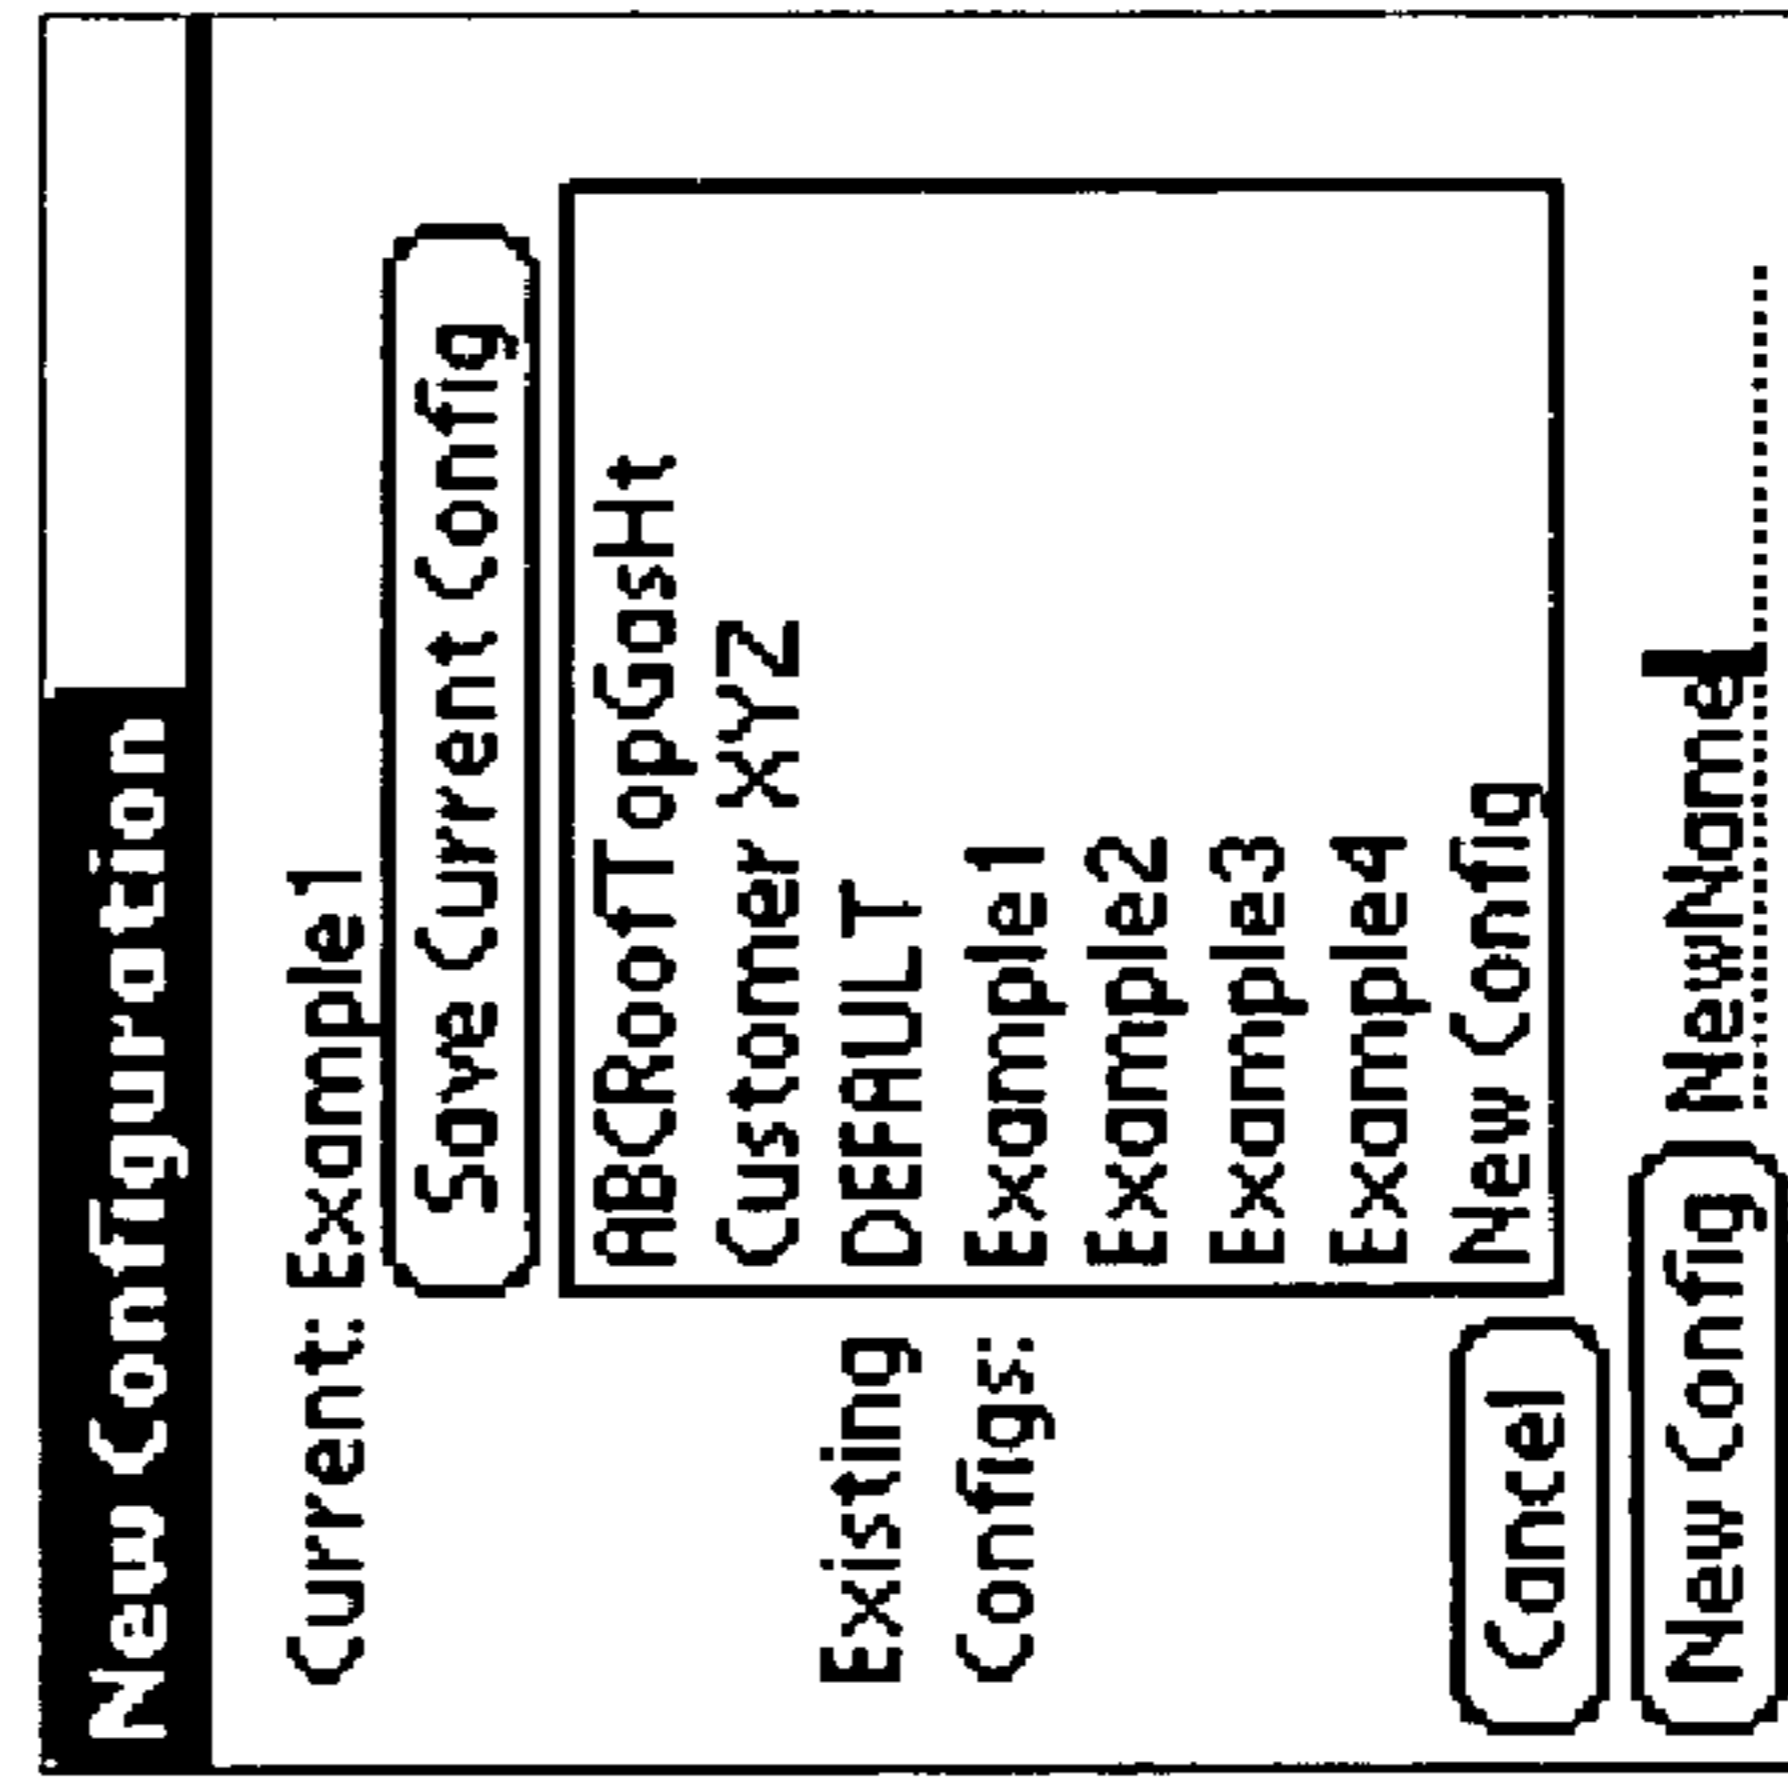 New Configuration
Current: Example1
Save Current Config
ABCRoofTopGasHt
Customer XYZ
Existing DEFAULT
Configs: Example1
Example2
Example3
Example4
New Config
Cancel
New Config NewName